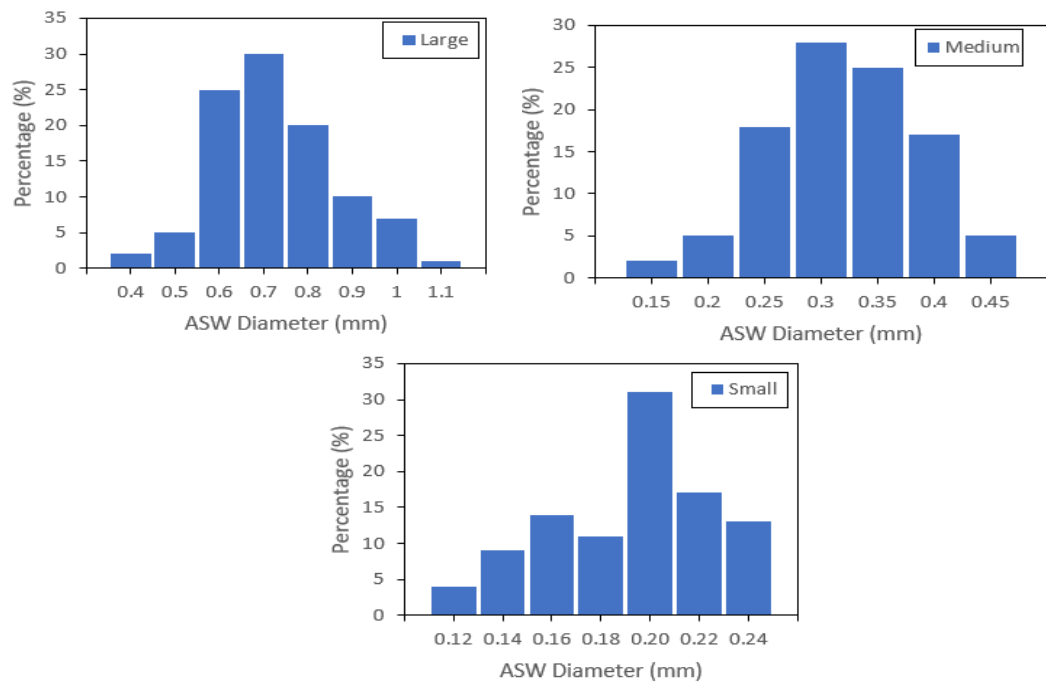 Large
Percentage (%)
35
30
25
20
15
10
5
0
0.4 0.5 0.6 0.7 0.8 0.9 1 1.1
ASW Diameter (mm)
Medium
Percentage (%)
30
25
20
15
10
5
0
0.15 0.2 0.25 0.3 0.35 0.4 0.45
ASW Diameter (mm)
Small
Percentage (%)
35
30
25
20
15
10
5
0
0.12 0.14 0.16 0.18 0.20 0.22 0.24
ASW Diameter (mm)